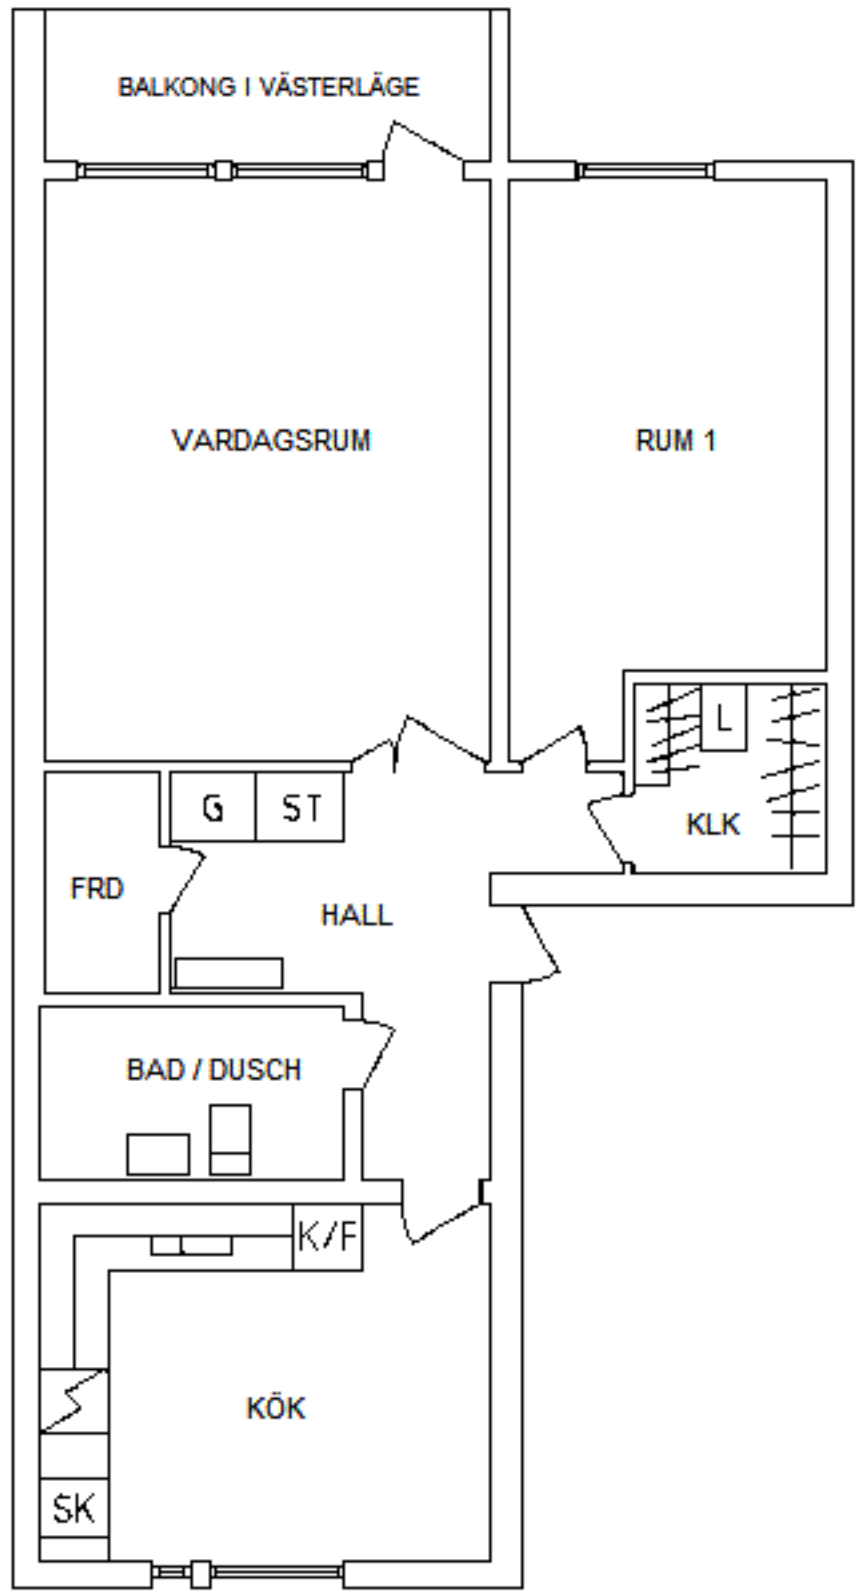 BALKONG I VÄSTERLÄGE
VARDAGSRUM
RUM 1
L
KLK
G
ST
FRD
HALL
BAD / DUSCH
K/F
KÖK
SK